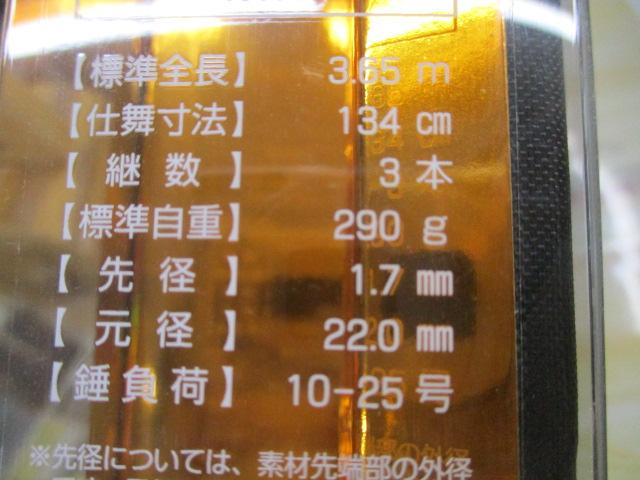 【標準全長】 3.65 m
【仕舞寸法】 134 cm
【継数】 3 本
【標準自重】 290 g
【先径】 1.7 mm
【元径】 22.0 mm
【錘負荷】 10-25 号
※先径については、素材先端部の外径